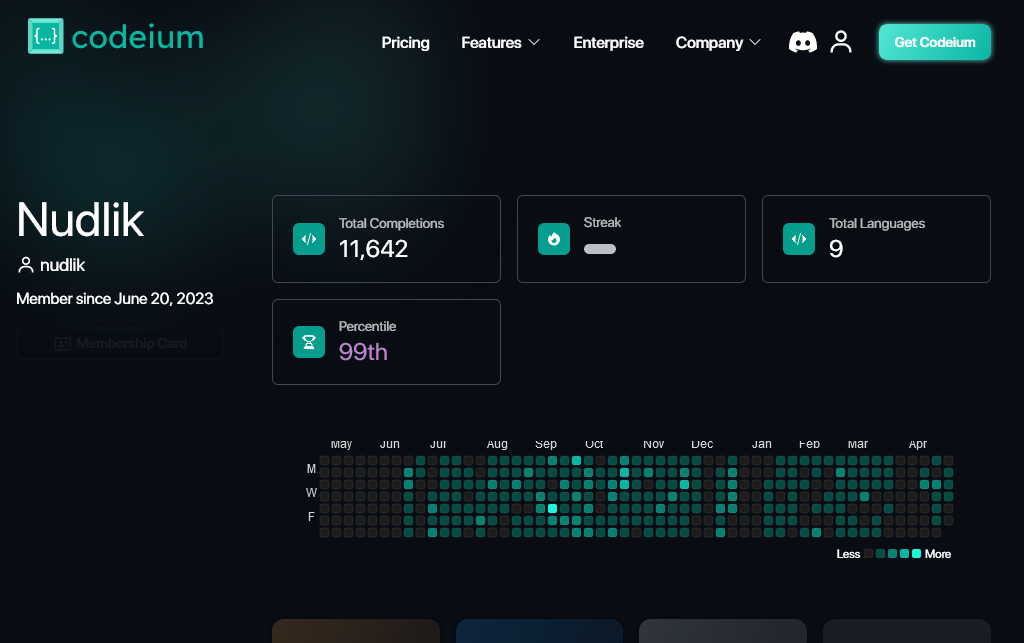 {...} codeium
Pricing Features Enterprise Company Get Codeium
Nudlik
nudlik
Member since June 20, 2023
Membership Card
Total Completions
11,642
Streak
Total Languages
9
Percentile
99th
May Jun Jul Aug Sep Oct Nov Dec Jan Feb Mar Apr
M
W
F
Less More